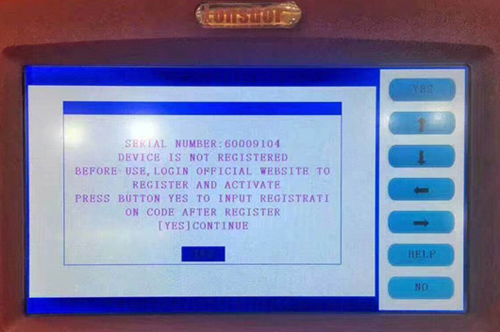 SERIAL NUMBER:60009104
DEVICE IS NOT REGISTERED
BEFORE USE,LOGIN OFFICIAL WEBSITE TO
REGISTER AND ACTIVATE
PRESS BUTTON YES TO INPUT REGISTRATI
ON CODE AFTER REGISTER
[YES]CONTINUE
YES
↑
↓
←
→
HELP
NO